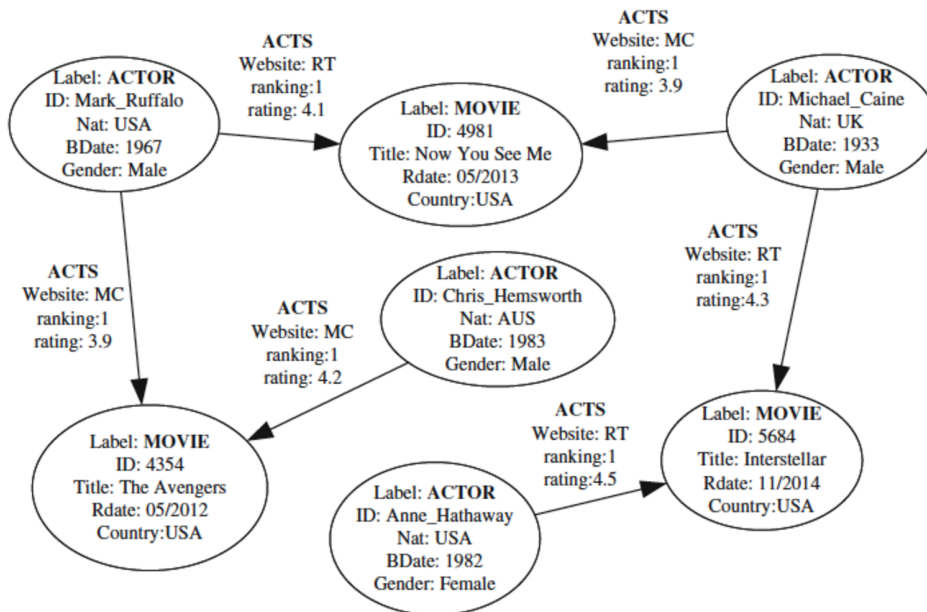 Label: ACTOR
ID: Mark_Ruffalo
Nat: USA
BDate: 1967
Gender: Male
ACTS
Website: RT
ranking:1
rating: 4.1
Label: MOVIE
ID: 4981
Title: Now You See Me
Rdate: 05/2013
Country:USA
ACTS
Website: MC
ranking:1
rating: 3.9
Label: ACTOR
ID: Michael_Caine
Nat: UK
BDate: 1933
Gender: Male
ACTS
Website: MC
ranking:1
rating: 3.9
ACTS
Website: MC
ranking:1
rating: 4.2
Label: ACTOR
ID: Chris_Hemsworth
Nat: AUS
BDate: 1983
Gender: Male
ACTS
Website: RT
ranking:1
rating:4.3
Label: MOVIE
ID: 4354
Title: The Avengers
Rdate: 05/2012
Country:USA
Label: ACTOR
ID: Anne_Hathaway
Nat: USA
BDate: 1982
Gender: Female
ACTS
Website: RT
ranking:1
rating:4.5
Label: MOVIE
ID: 5684
Title: Interstellar
Rdate: 11/2014
Country:USA